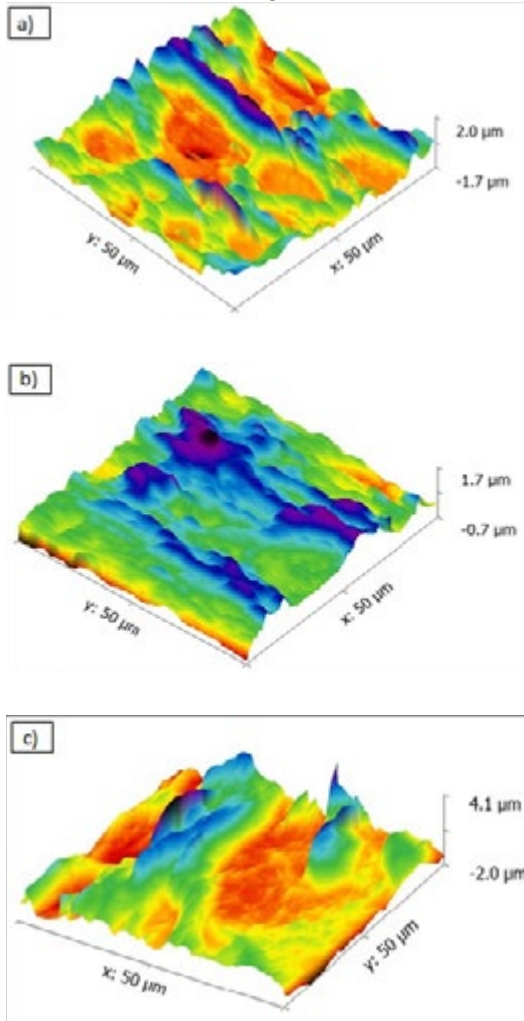 a)
2.0 µm
-1.7 µm
y: 50 µm
x: 50 µm
b)
1.7 µm
-0.7 µm
y: 50 µm
x: 50 µm
c)
4.1 µm
-2.0 µm
x: 50 µm
y: 50 µm